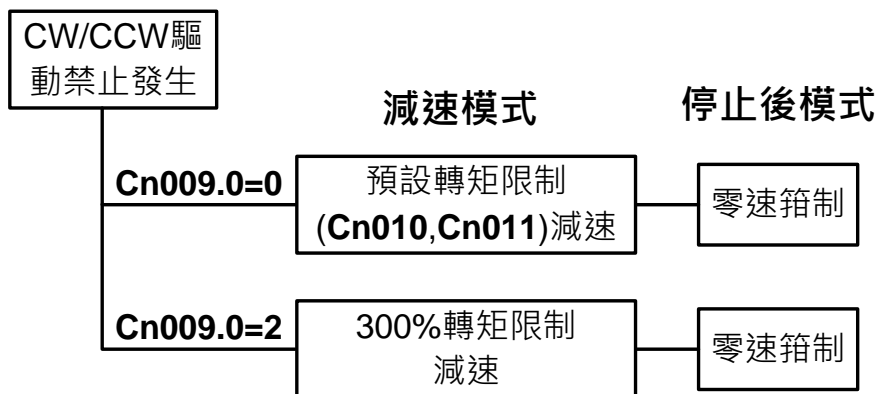 CW/CCW驅
動禁止發生
減速模式
停止後模式
Cn009.0=0
預設轉矩限制
(Cn010,Cn011)減速
零速箝制
Cn009.0=2
300%轉矩限制
減速
零速箝制